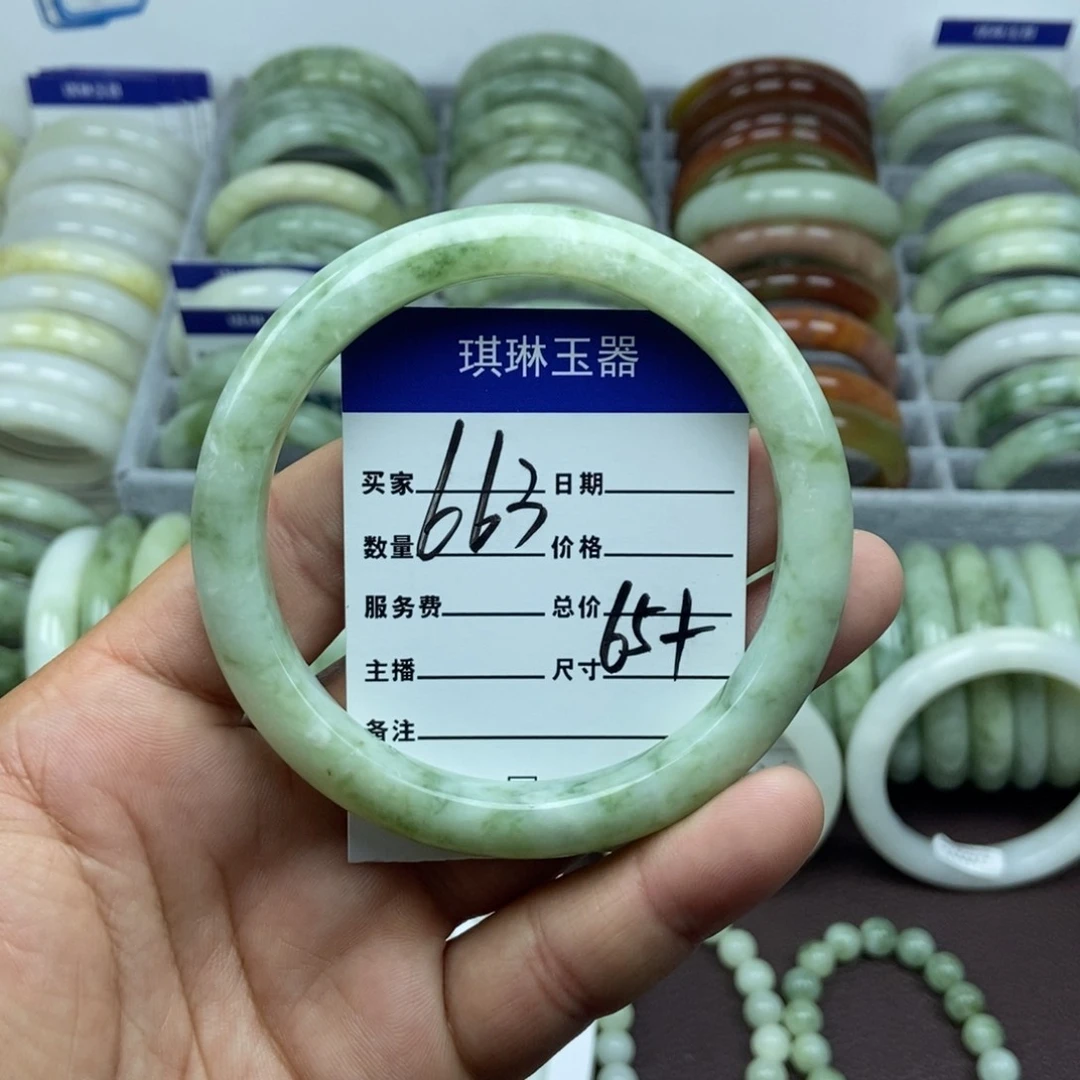 琪琳玉器
买家 663 日期
数量 价格
服务费 总价
主播 尺寸 65+
备注